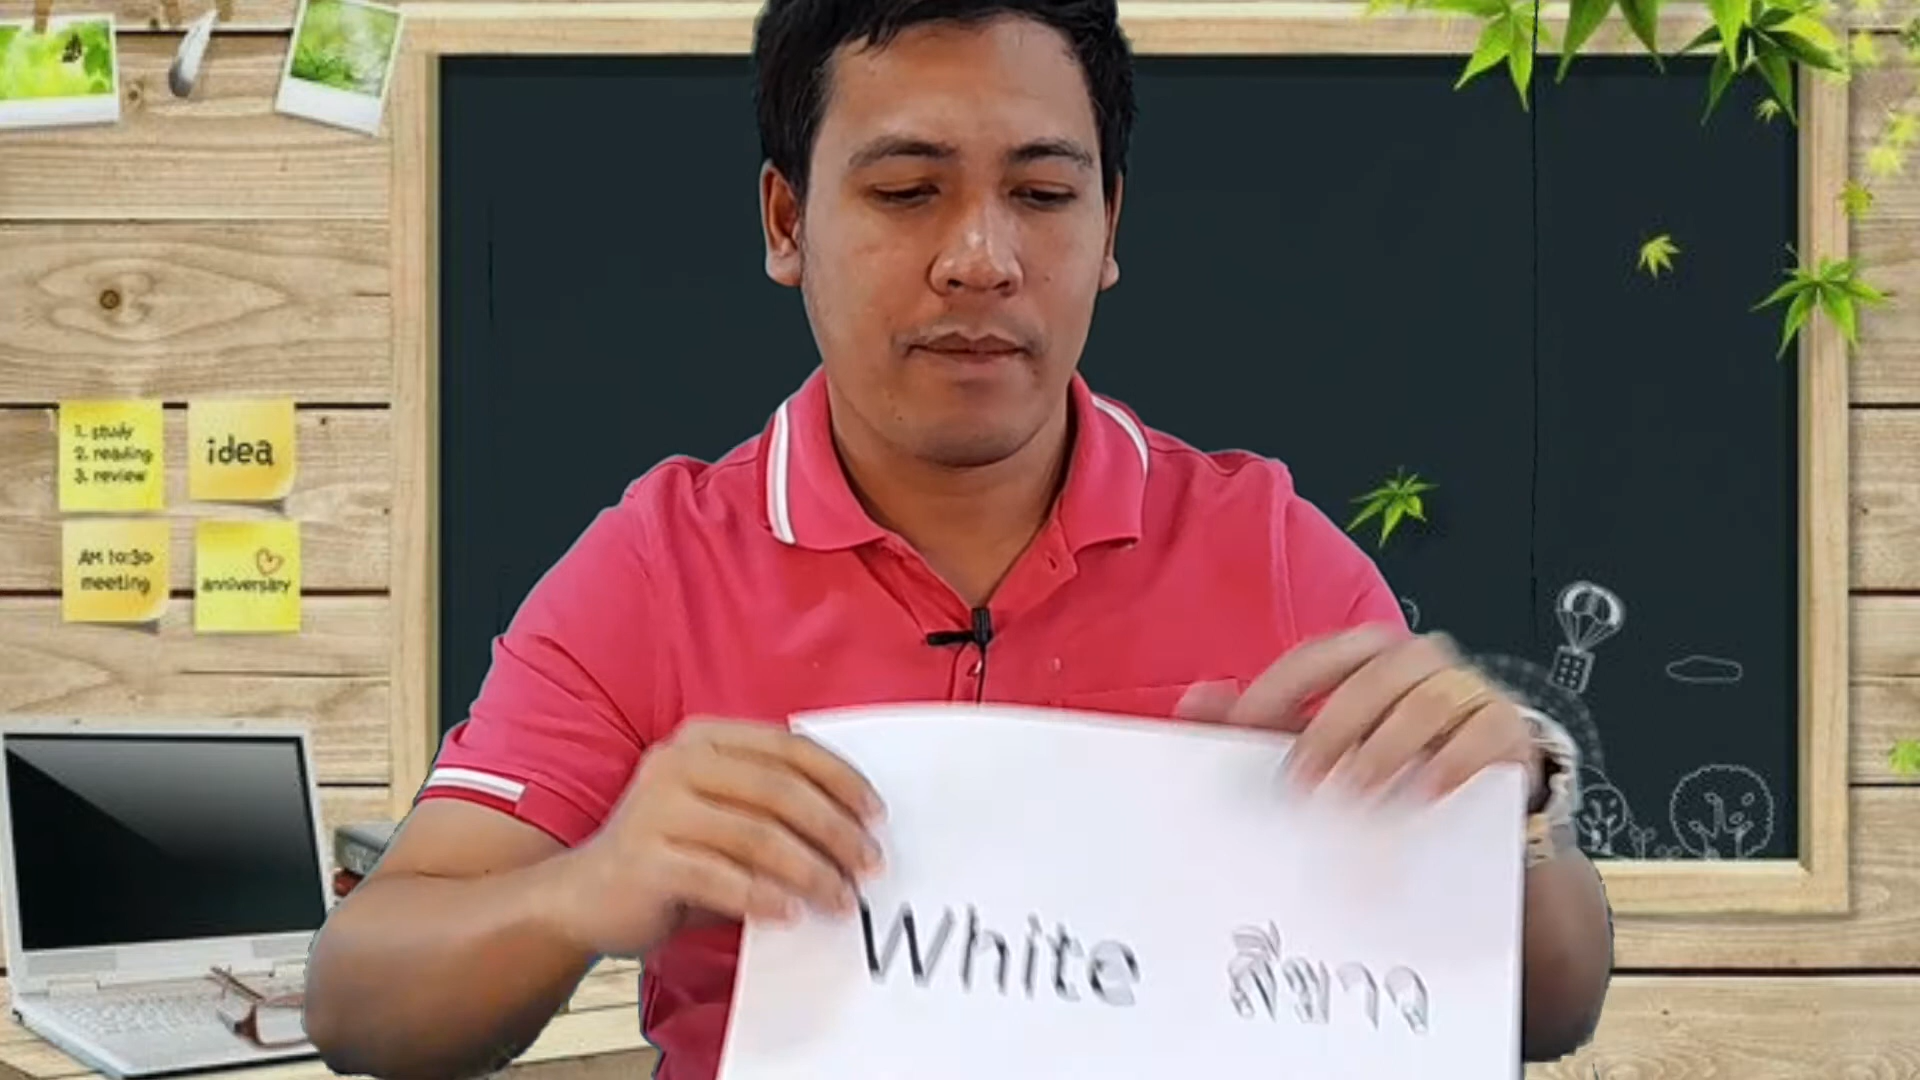 1. study
2. reading
3. review
idea
AM 10:30
meeting
anniversary
White สีขาว